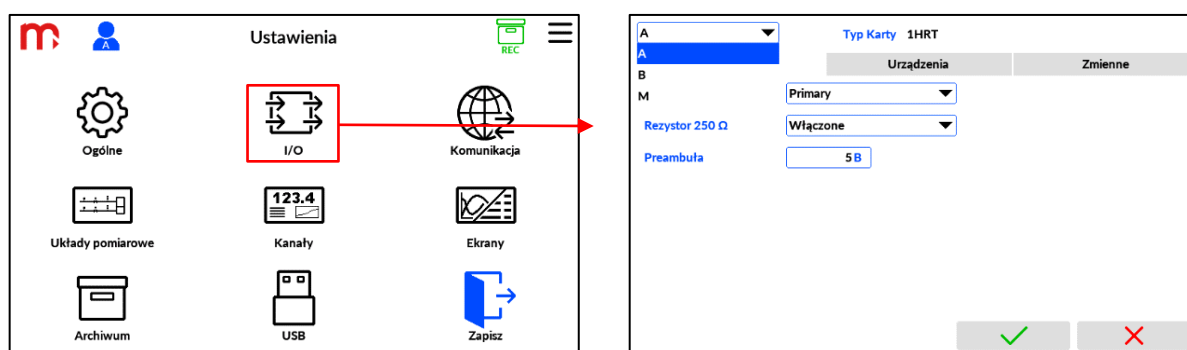 m
A
Ustawienia
REC
Ogólne
I/O
Komunikacja
123.4
Układy pomiarowe
Kanały
Ekrany
Archiwum
USB
Zapisz
A
Typ Karty 1HRT
A
B
M
Urządzenia
Zmienne
Primary
Rezystor 250 Ω
Włączone
Preambuła
5 B